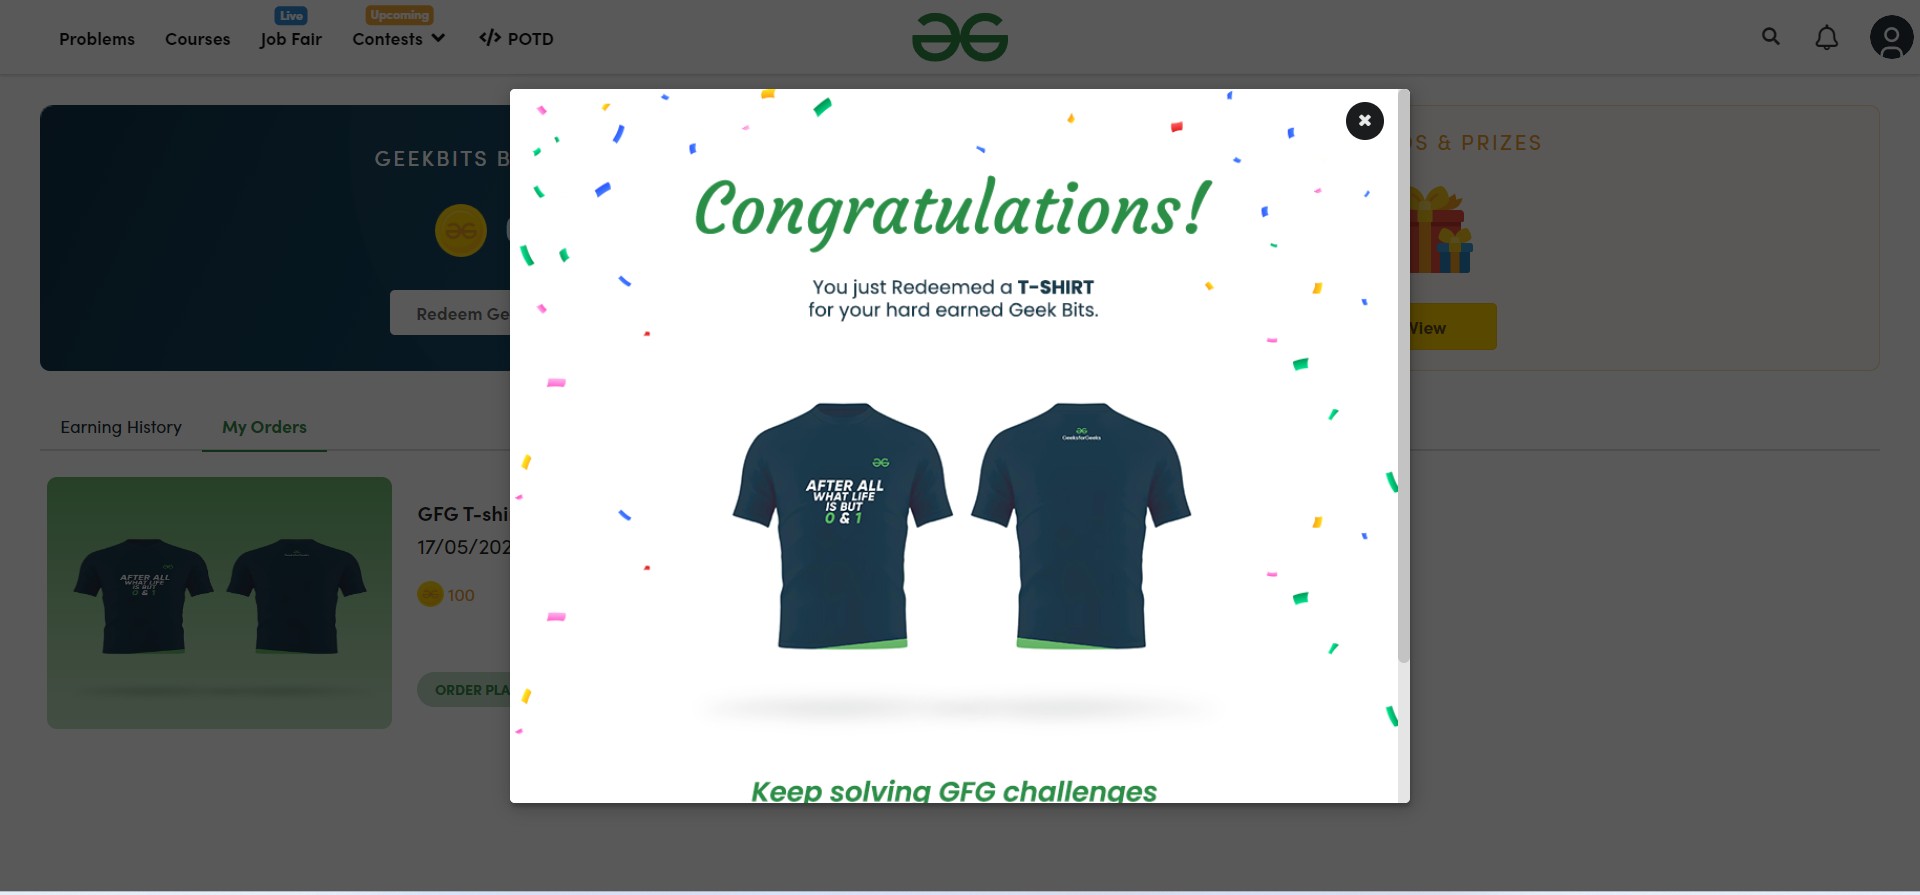 Live
Upcoming
Problems Courses Job Fair Contests </> POTD
GEEKBITS B
S & PRIZES
Redeem Ge
View
Earning History My Orders
GFG T-shi
17/05/202
100
ORDER PLA
AFTER ALL
WHAT LIFE
IS BUT
0 & 1
Congratulations!
You just Redeemed a T-SHIRT
for your hard earned Geek Bits.
AFTER ALL
WHAT LIFE
IS BUT
0 & 1
GeeksforGeeks
Keep solving GFG challenges